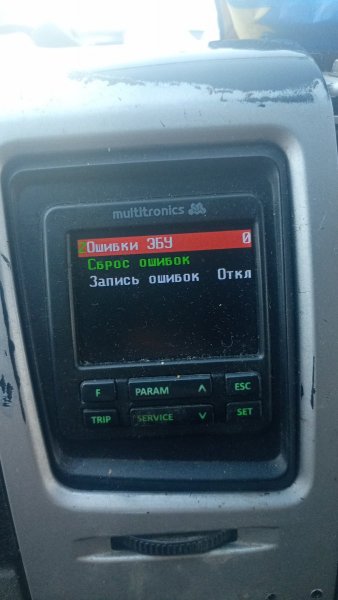 multitronics
Ошибки ЭБУ 0
Сброс ошибок
Запись ошибок Откл
F PARAM ESC
TRIP SERVICE SET